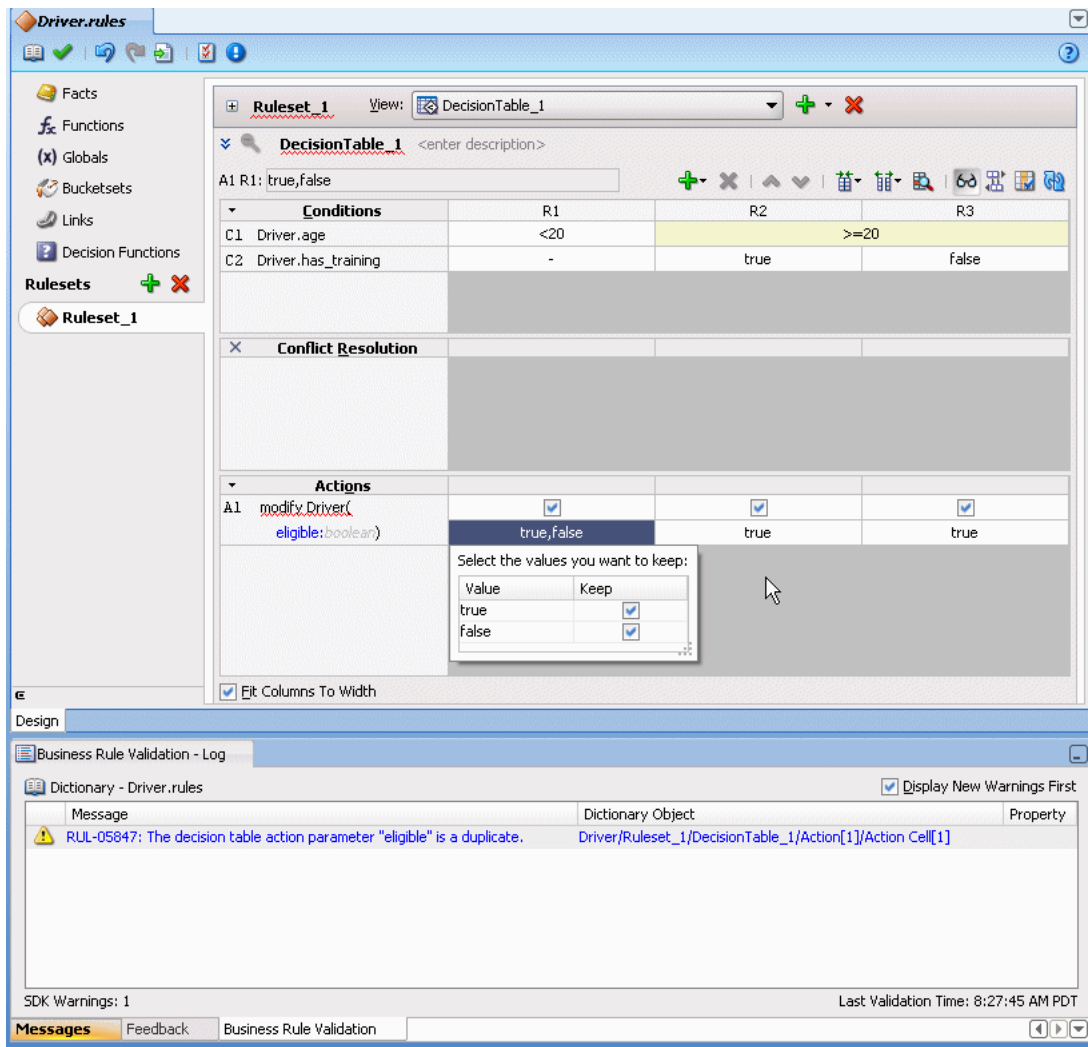 Driver.rules
Facts
fx Functions
(x) Globals
Bucketsets
Links
Decision Functions
Rulesets
Ruleset_1
Ruleset_1 View: DecisionTable_1
DecisionTable_1 <enter description>
A1 R1: true,false
Conditions R1 R2 R3
C1 Driver.age <20 >=20
C2 Driver.has_training - true false
Conflict Resolution
Actions
A1 modify Driver(
eligible:boolean) true,false true true
Select the values you want to keep:
Value Keep
true
false
Fit Columns To Width
Design
Business Rule Validation - Log
Dictionary - Driver.rules Display New Warnings First
Message Dictionary Object Property
RUL-05847: The decision table action parameter "eligible" is a duplicate. Driver/Ruleset_1/DecisionTable_1/Action[1]/Action Cell[1]
SDK Warnings: 1 Last Validation Time: 8:27:45 AM PDT
Messages Feedback Business Rule Validation